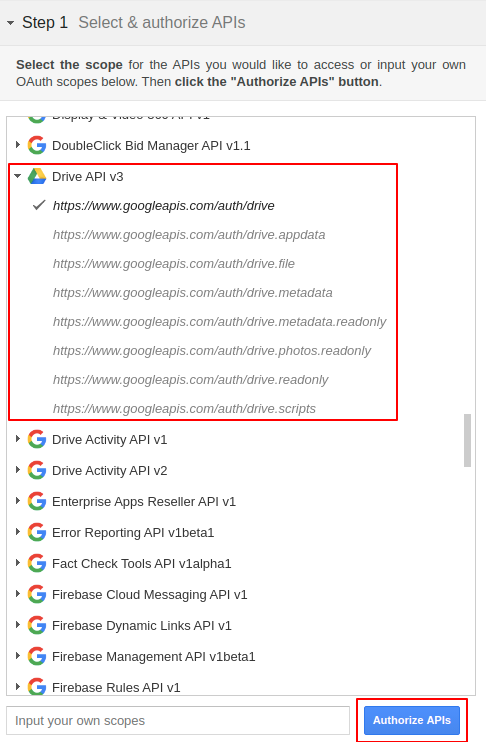 Step 1 Select & authorize APIs
Select the scope for the APIs you would like to access or input your own
OAuth scopes below. Then click the "Authorize APIs" button.
Display & Video 360 API v1
DoubleClick Bid Manager API v1.1
Drive API v3
https://www.googleapis.com/auth/drive
https://www.googleapis.com/auth/drive.appdata
https://www.googleapis.com/auth/drive.file
https://www.googleapis.com/auth/drive.metadata
https://www.googleapis.com/auth/drive.metadata.readonly
https://www.googleapis.com/auth/drive.photos.readonly
https://www.googleapis.com/auth/drive.readonly
https://www.googleapis.com/auth/drive.scripts
Drive Activity API v1
Drive Activity API v2
Enterprise Apps Reseller API v1
Error Reporting API v1beta1
Fact Check Tools API v1alpha1
Firebase Cloud Messaging API v1
Firebase Dynamic Links API v1
Firebase Management API v1beta1
Firebase Rules API v1
Input your own scopes
Authorize APIs